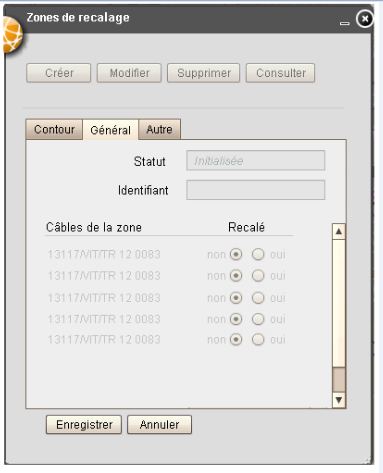 Zones de recalage
Créer Modifier Supprimer Consulter
Contour Général Autre
Statut Initialisée
Identifiant
Câbles de la zone Recalé
13117/VIT/TR 12 0083 non oui
13117/VIT/TR 12 0083 non oui
13117/VIT/TR 12 0083 non oui
13117/VIT/TR 12 0083 non oui
13117/VIT/TR 12 0083 non oui
Enregistrer Annuler